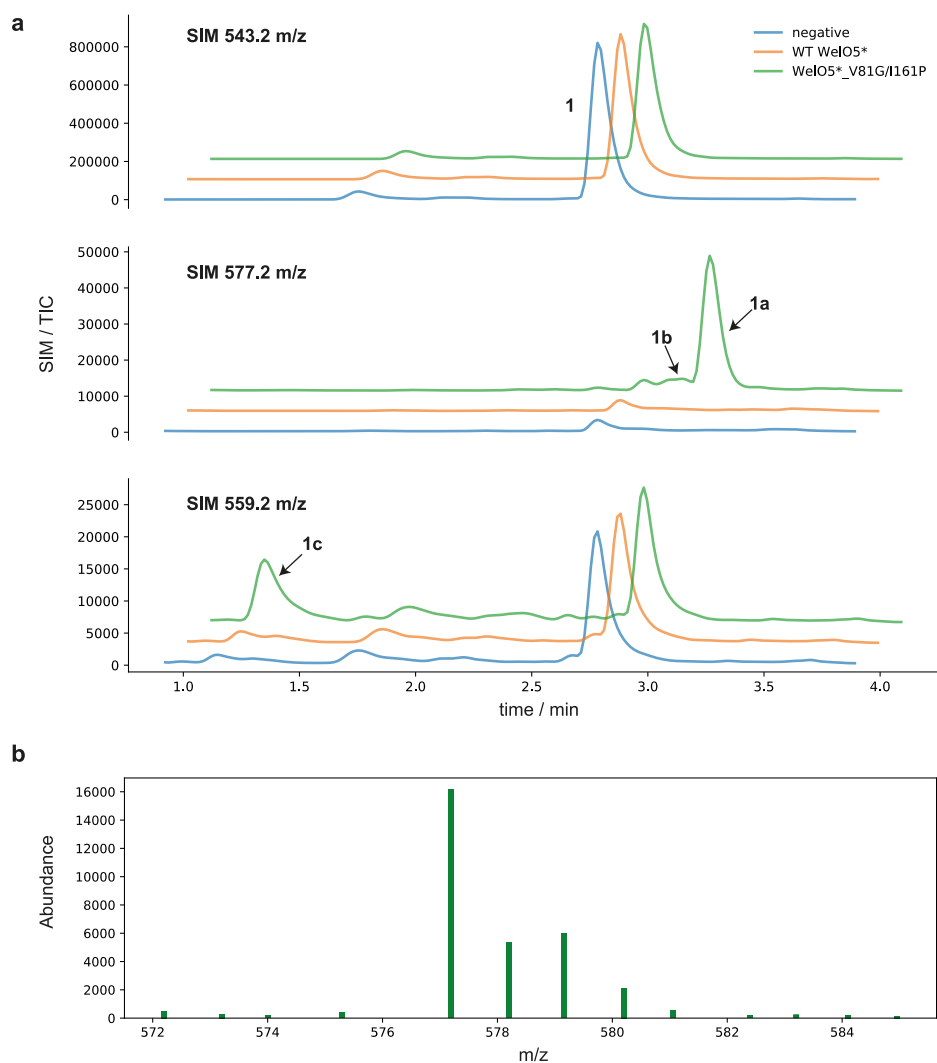 a
SIM 543.2 m/z
negative
WT WelO5*
WelO5*_V81G/I161P
1
800000
600000
400000
200000
0
SIM 577.2 m/z
1a
1b
50000
40000
30000
20000
10000
0
SIM / TIC
SIM 559.2 m/z
1c
25000
20000
15000
10000
5000
0
1.0 1.5 2.0 2.5 3.0 3.5 4.0
time / min
b
16000
14000
12000
10000
8000
6000
4000
2000
0
Abundance
572 574 576 578 580 582 584
m/z